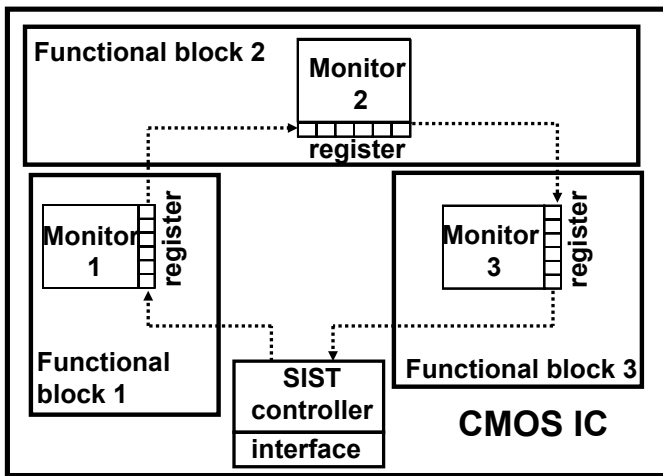 Functional block 2
Monitor
2
register
Monitor
1
register
Functional
block 1
Monitor
3
register
Functional block 3
SIST
controller
interface
CMOS IC